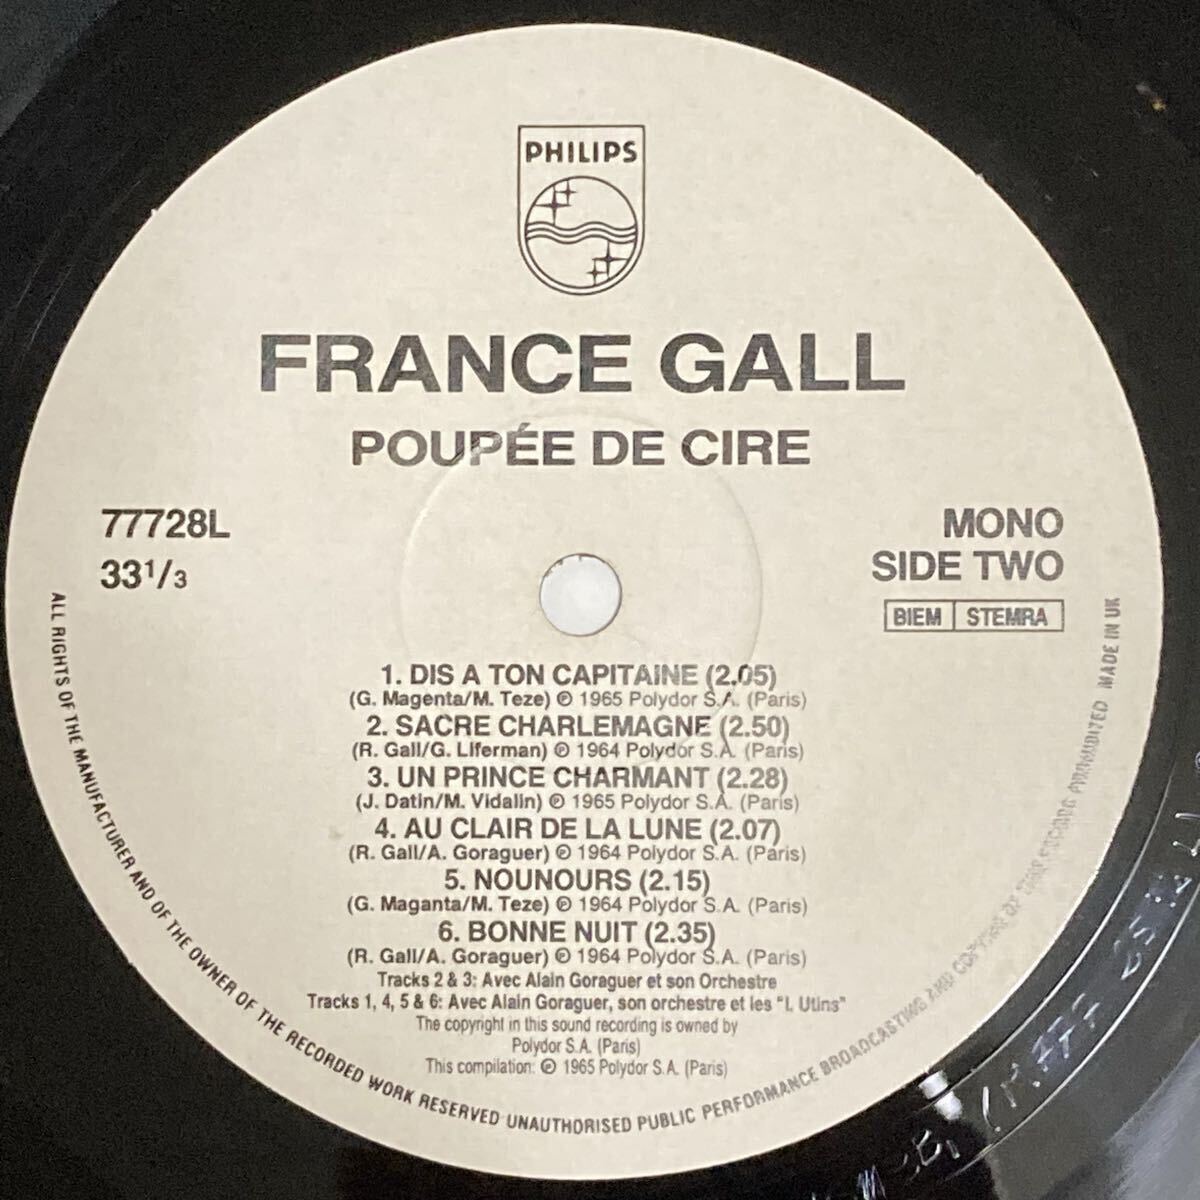 PHILIPS
FRANCE GALL
POUPÉE DE CIRE
77728L
33 1/3
MONO
SIDE TWO
BIEM STEMRA
1. DIS A TON CAPITAINE (2.05)
(G. Magenta/M. Teze) ℗ 1965 Polydor S.A. (Paris)
2. SACRE CHARLEMAGNE (2.50)
(R. Gall/G. Liferman) ℗ 1964 Polydor S.A. (Paris)
3. UN PRINCE CHARMANT (2.28)
(J. Datin/M. Vidalin) ℗ 1965 Polydor S.A. (Paris)
4. AU CLAIR DE LA LUNE (2.07)
(R. Gall/A. Goraguer) ℗ 1964 Polydor S.A. (Paris)
5. NOUNOURS (2.15)
(G. Maganta/M. Teze) ℗ 1964 Polydor S.A. (Paris)
6. BONNE NUIT (2.35)
(R. Gall/A. Goraguer) ℗ 1964 Polydor S.A. (Paris)
Tracks 2 & 3: Avec Alain Goraguer et son Orchestre
Tracks 1, 4, 5 & 6: Avec Alain Goraguer, son orchestre et les "L Utins"
The copyright in this sound recording is owned by
Polydor S.A. (Paris)
This compilation: ℗ 1965 Polydor S.A. (Paris)
ALL RIGHTS OF THE MANUFACTURER AND OF THE OWNER OF THE RECORDED WORK RESERVED UNAUTHORISED PUBLIC PERFORMANCE BROADCASTING AND COPYING OF THIS RECORD PROHIBITED MADE IN UK